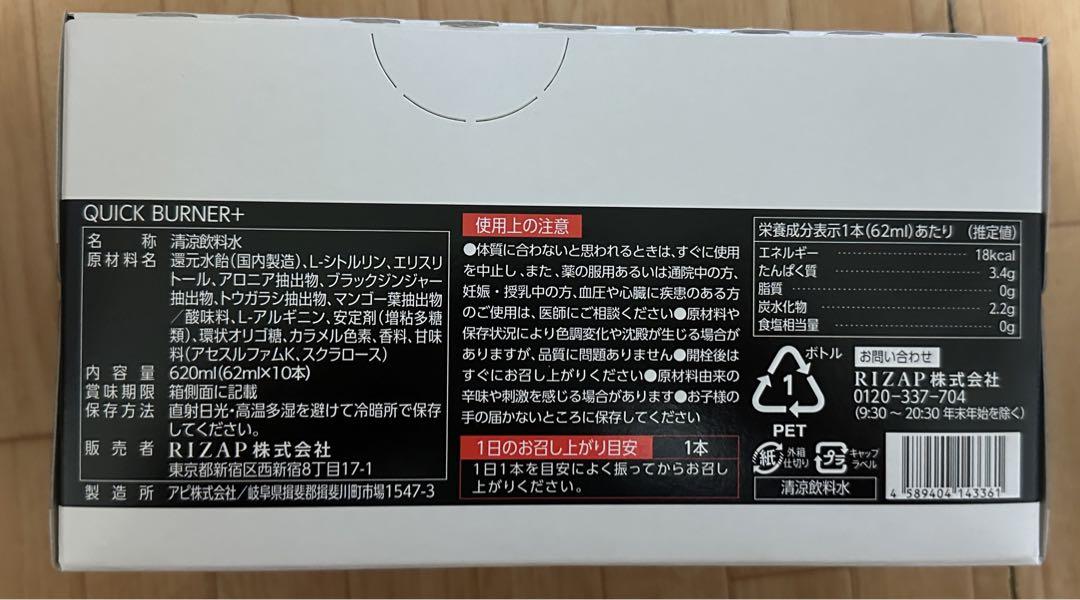 QUICK BURNER+
名称 清涼飲料水
原材料名 還元水飴(国内製造)、L-シトルリン、エリスリ
トール、アロニア抽出物、ブラックジンジャー
抽出物、トウガラシ抽出物、マンゴー葉抽出物
/酸味料、L-アルギニン、安定剤(増粘多糖
類)、環状オリゴ糖、カラメル色素、香料、甘味
料(アセスルファムK、スクラロース)
内容量 620ml(62ml×10本)
賞味期限 箱側面に記載
保存方法 直射日光・高温多湿を避けて冷暗所で保存
してください。
販売者 RIZAP株式会社
東京都新宿区西新宿8丁目17-1
製造所 アピ株式会社/岐阜県揖斐郡揖斐川町市場1547-3
使用上の注意
●体質に合わないと思われるときは、すぐに使用
を中止し、また、薬の服用あるいは通院中の方、
妊娠・授乳中の方、血圧や心臓に疾患のある方
のご使用は、医師にご相談ください●原材料や
保存状況により色調変化や沈殿が生じる場合が
ありますが、品質に問題ありません●開栓後は
すぐにお召し上がりください●原材料由来の
辛味や刺激を感じる場合があります●お子様の
手の届かないところに保存してください
1日のお召し上がり目安 1本
1日1本を目安によく振ってからお召し
上がりください。
栄養成分表示1本(62ml)あたり (推定値)
エネルギー 18kcal
たんぱく質 3.4g
脂質 0g
炭水化物 2.2g
食塩相当量 0g
ボトル
1
PET
お問い合わせ
RIZAP株式会社
0120-337-704
(9:30~20:30 年末年始を除く)
紙 外箱
仕切り
プラ キャップ
ラベル
清涼飲料水
4 589404 143361